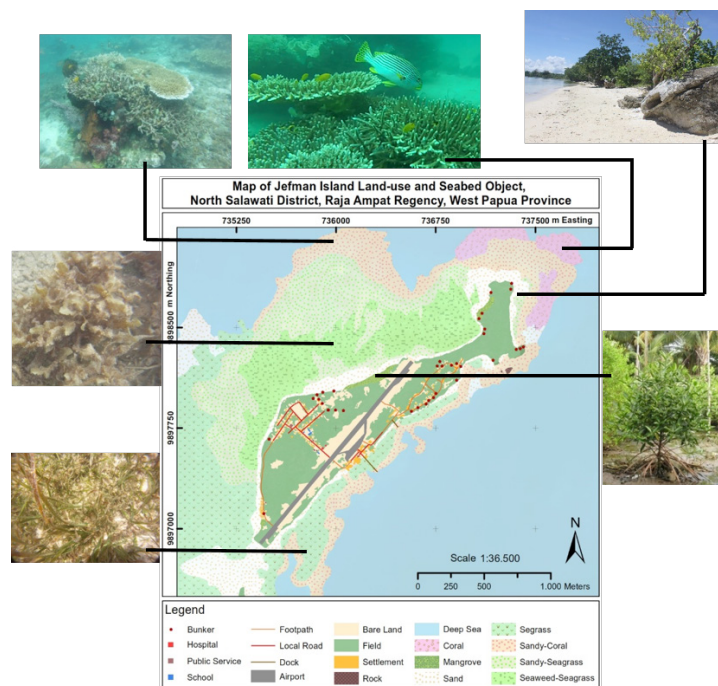 Map of Jefman Island Land-use and Seabed Object,
North Salawati District, Raja Ampat Regency, West Papua Province
735250 736000 736750 737500 m Easting
9898500 m Northing
9897750
9897000
N
Scale 1:36.500
0 250 500 1.000 Meters
Legend
Bunker
Hospital
Public Service
School
Footpath
Local Road
Dock
Airport
Bare Land
Field
Settlement
Rock
Deep Sea
Coral
Mangrove
Sand
Segrass
Sandy-Coral
Sandy-Seagrass
Seaweed-Seagrass